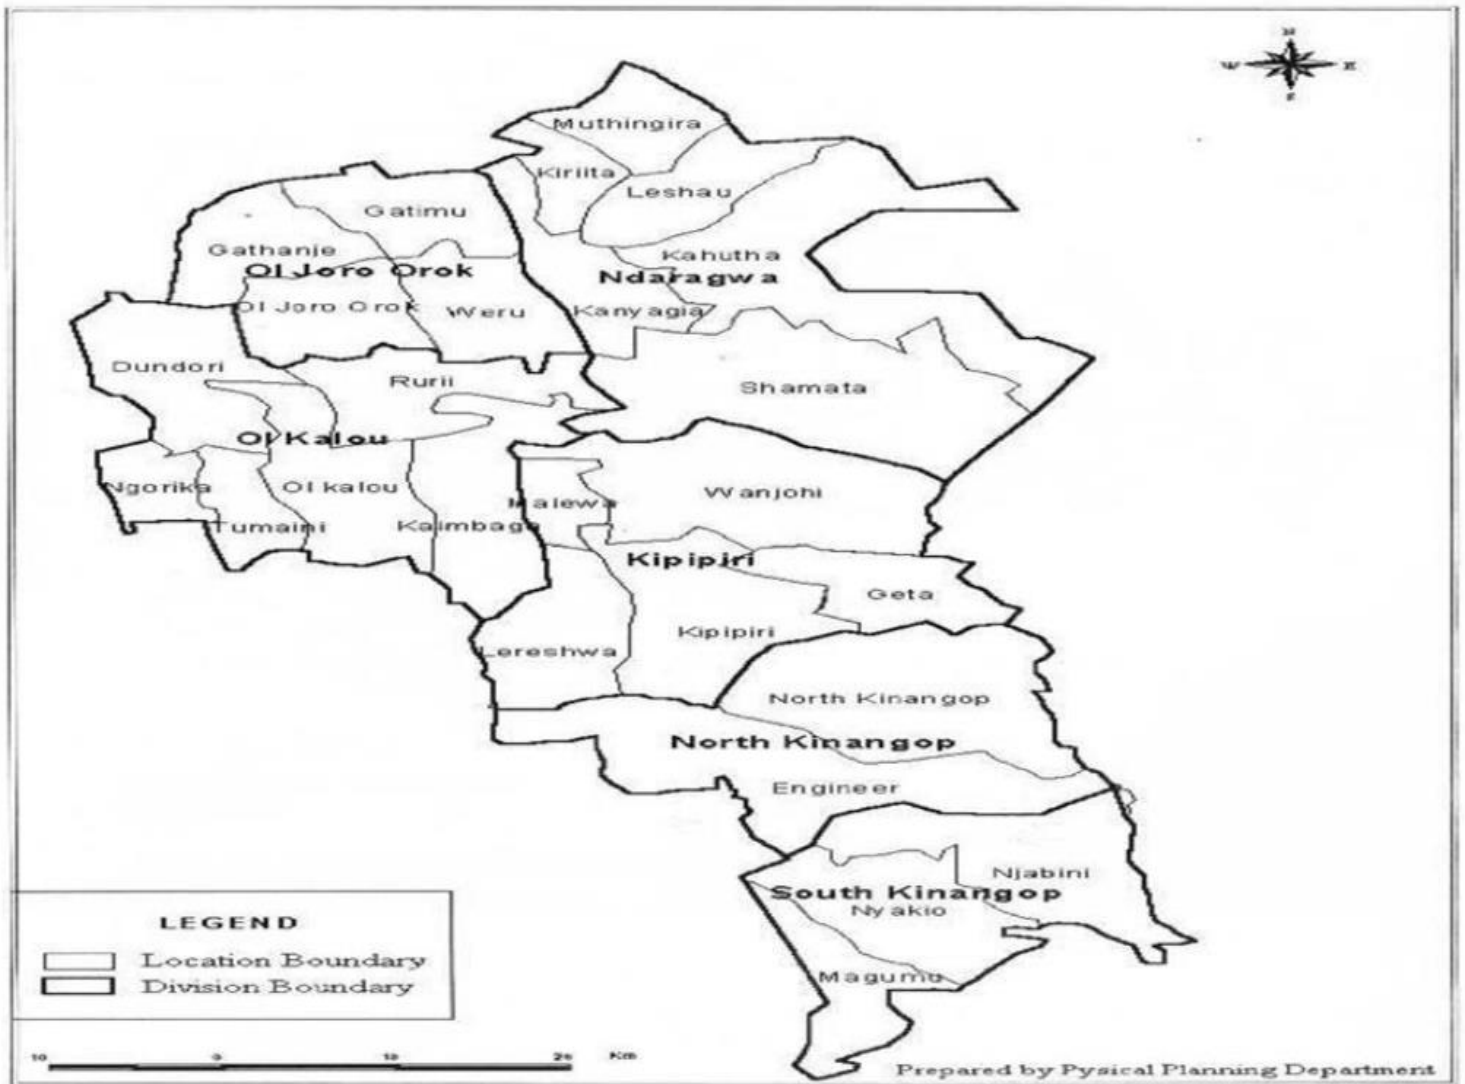 N
W E
S
Muthingira
Kiriita
Leshau
Gatimu
Gathanje
Kahutha
Ol Joro Orok
Ndaragwa
Ol Joro Orok
Weru
Kanyagia
Dundori
Rurii
Shamata
Ol Kalou
Ngorika
Ol kalou
Malewa
Wanjohi
Tumaini
Kaimbaga
Kipipiri
Geta
Kipipiri
Lereshwa
North Kinangop
North Kinangop
Engineer
Njabini
South Kinangop
Nyakio
Magumu
LEGEND
Location Boundary
Division Boundary
10 0 10 20 Km
Prepared by Pysical Planning Department